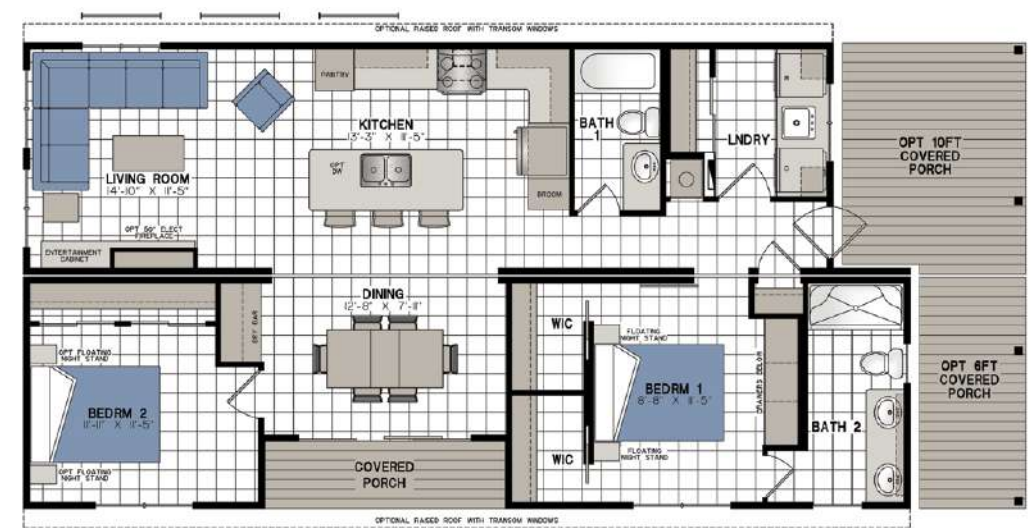 OPTIONAL RAISED ROOF WITH TRANSOM WINDOWS
PANTRY
KITCHEN
13'-3" X 11'-5"
OPT
DW
BROOM
BATH
1
LNDRY
OPT 10FT
COVERED
PORCH
LIVING ROOM
14'-10" X 11'-5"
OPT 50" ELECT
FIREPLACE
ENTERTAINMENT
CABINET
DINING
12'-8" X 7'-11"
OPT BAR
OPT FLOATING
NIGHT STAND
BEDRM 2
11'-11" X 11'-5"
OPT FLOATING
NIGHT STAND
WIC
FLOATING
NIGHT STAND
BEDRM 1
8'-8" X 11'-5"
DRAWERS BELOW
FLOATING
NIGHT STAND
WIC
BATH 2
OPT 6FT
COVERED
PORCH
COVERED
PORCH
OPTIONAL RAISED ROOF WITH TRANSOM WINDOWS